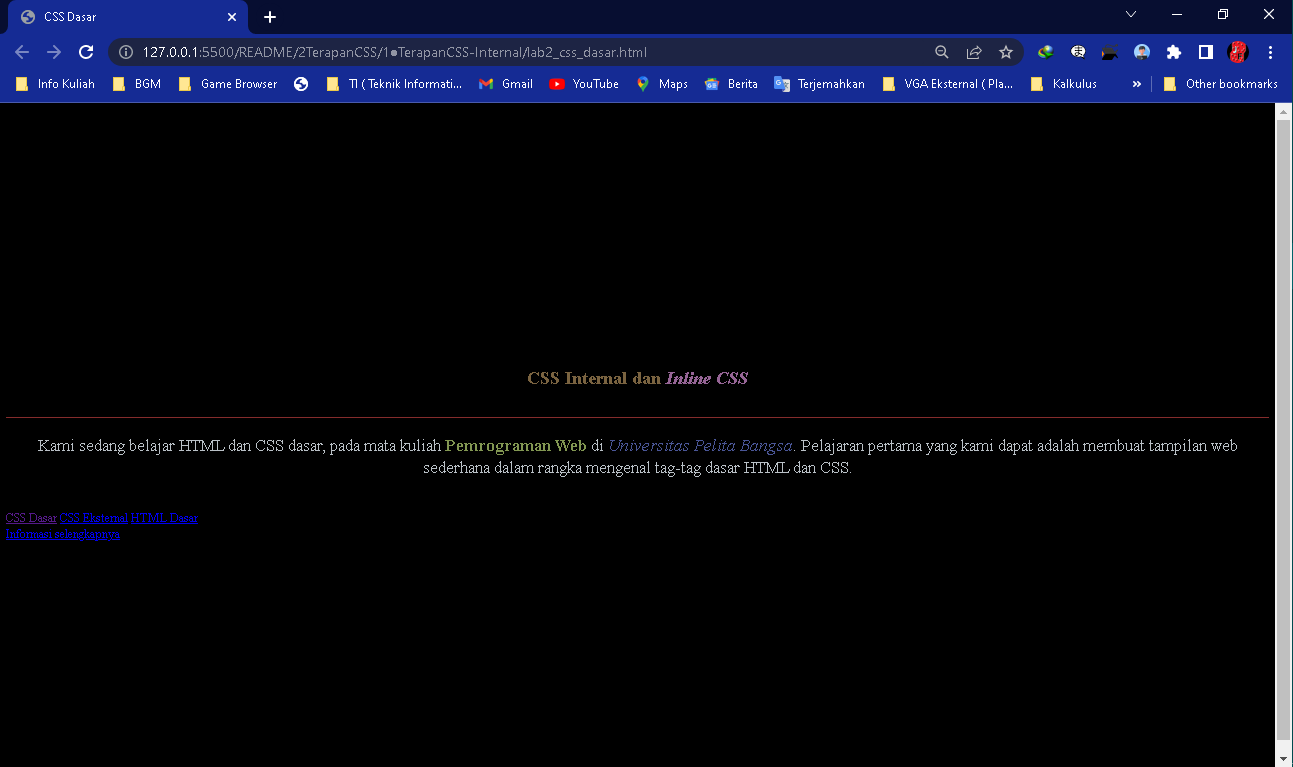 CSS Dasar
127.0.0.1:5500/README/2TerapanCSS/1●TerapanCSS-Internal/lab2_css_dasar.html
Info Kuliah BGM Game Browser TI ( Teknik Informati... Gmail YouTube Maps Berita Terjemahkan VGA Eksternal ( Pla... Kalkulus » Other bookmarks
CSS Internal dan Inline CSS
Kami sedang belajar HTML dan CSS dasar, pada mata kuliah Pemrograman Web di Universitas Pelita Bangsa. Pelajaran pertama yang kami dapat adalah membuat tampilan web
sederhana dalam rangka mengenal tag-tag dasar HTML dan CSS.
CSS Dasar CSS Eksternal HTML Dasar
Informasi selengkapnya